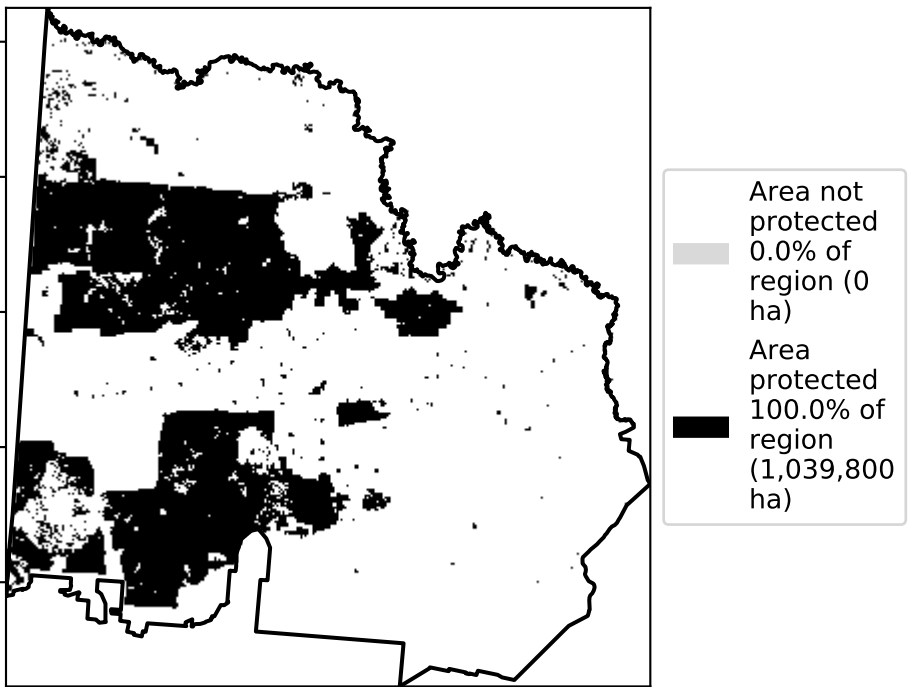 Area not
protected
0.0% of
region (0
ha)
Area
protected
100.0% of
region
(1,039,800
ha)